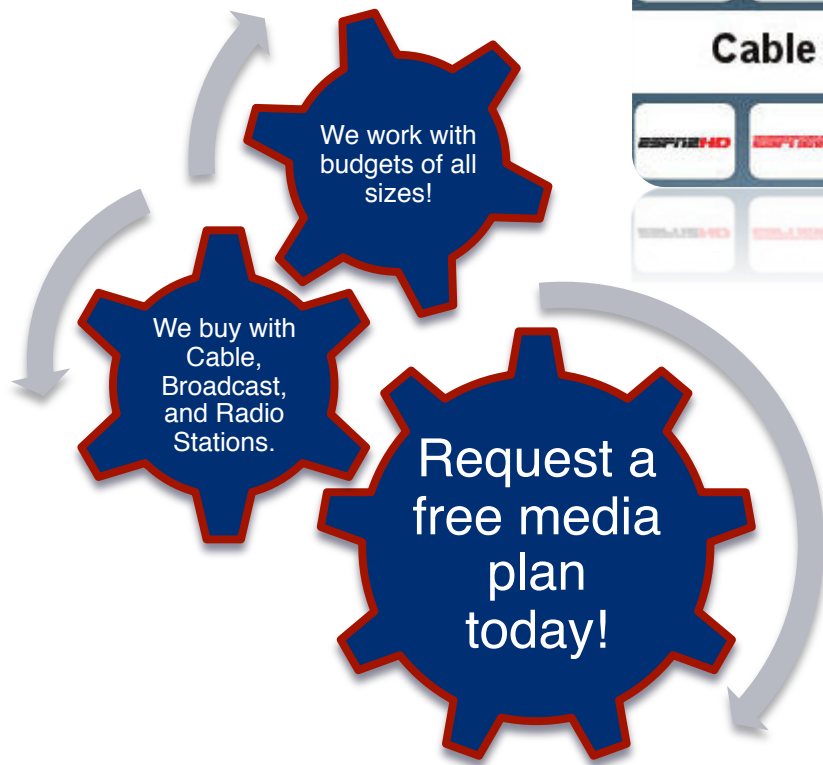 Cable
ESPN2HD
We work with
budgets of all
sizes!
We buy with
Cable,
Broadcast,
and Radio
Stations.
Request a
free media
plan
today!